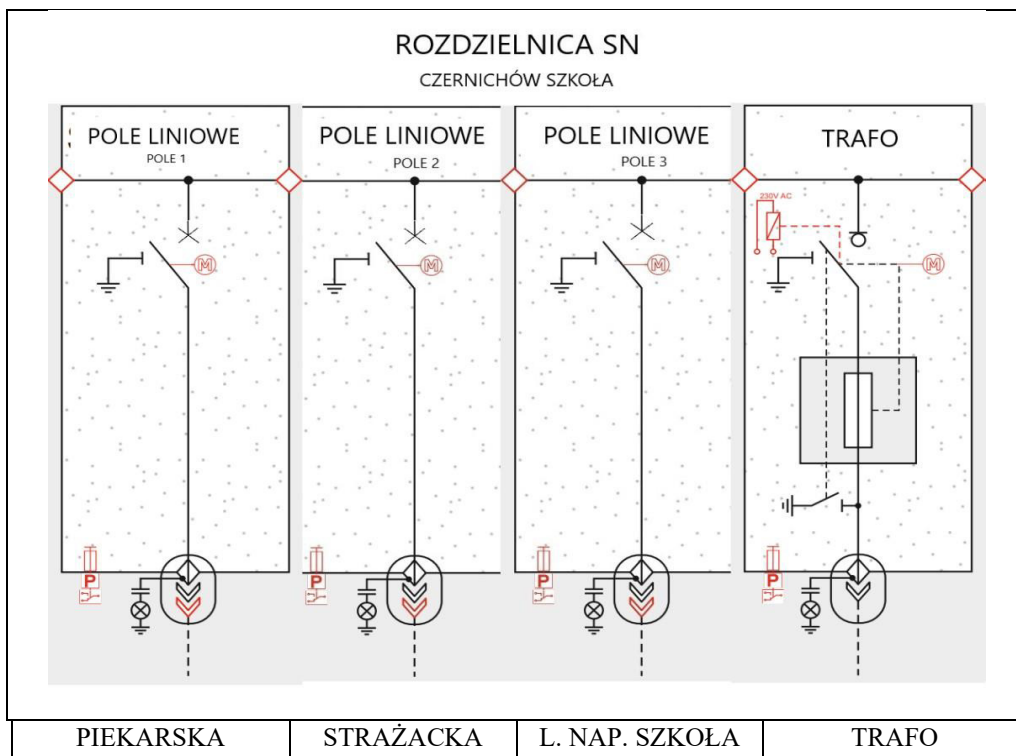 ROZDZIELNICA SN
CZERNICHÓW SZKOŁA
POLE LINIOWE
POLE 1
POLE LINIOWE
POLE 2
POLE LINIOWE
POLE 3
TRAFO
230V AC
M
M
M
M
P
P
P
P
PIEKARSKA
STRAŻACKA
L. NAP. SZKOŁA
TRAFO